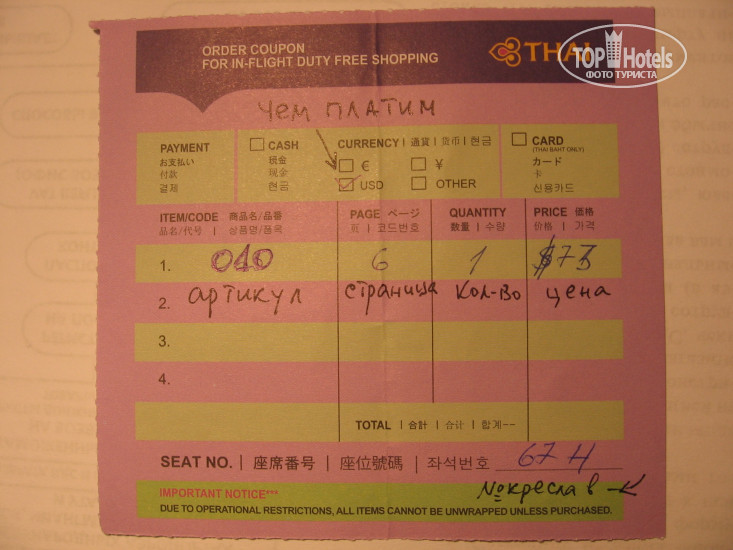 ORDER COUPON
FOR IN-FLIGHT DUTY FREE SHOPPING
THAI
TOP Hotels
ФОТО ТУРИСТА
чем платим
PAYMENT
お支払い
付款
결제
CASH
現金
现金
현금
CURRENCY | 通貨 | 货币 | 현금
€
¥
USD
OTHER
CARD
(THAI BAHT ONLY)
カード
卡
신용카드
ITEM/CODE 商品名/品番
品名/代号 | 상품명/품목
PAGE ページ
页 | 코드번호
QUANTITY
数量 | 수량
PRICE 価格
价格 | 가격
1. 040 6 1 $73
2. артикул страница кол-во цена
3.
4.
TOTAL | 合計 | 合计 | 합계--
SEAT NO. | 座席番号 | 座位號碼 | 좌석번호 67 H
№ кресла в
IMPORTANT NOTICE***
DUE TO OPERATIONAL RESTRICTIONS, ALL ITEMS CANNOT BE UNWRAPPED UNLESS PURCHASED.